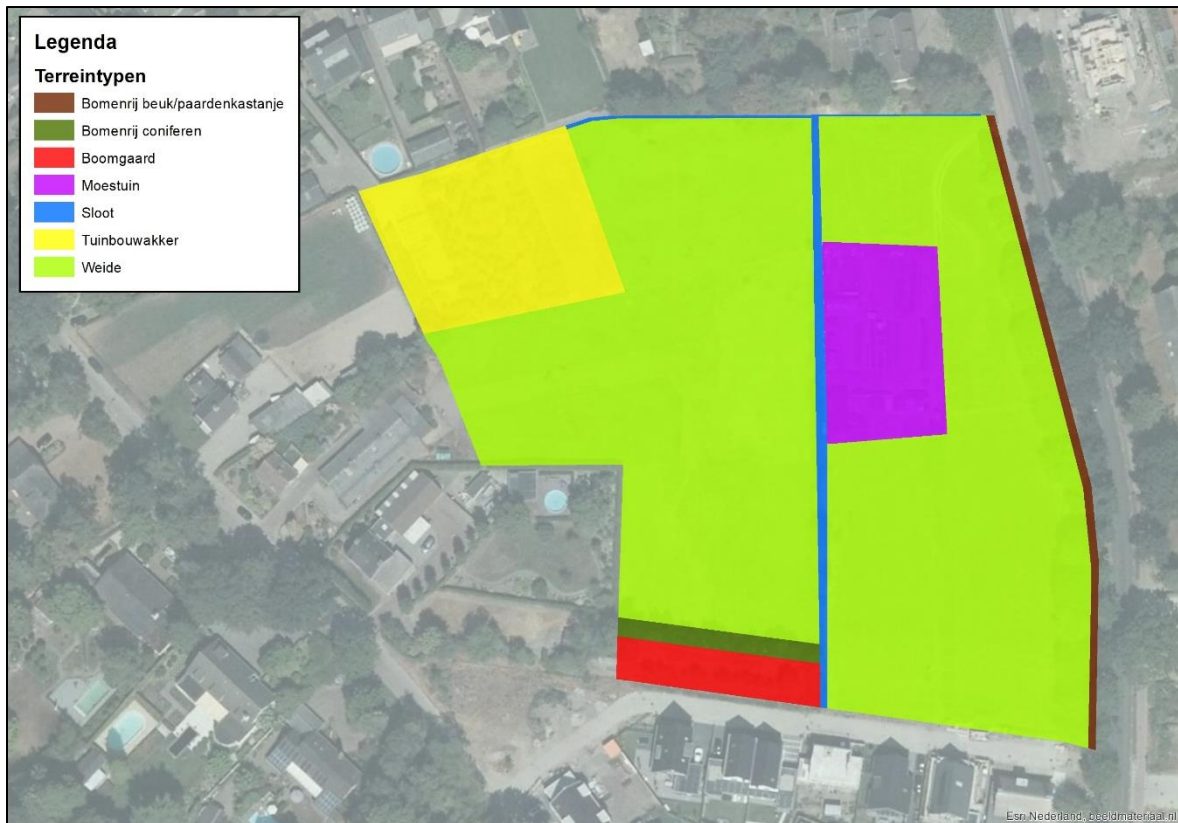 Legenda
Terreintypen
Bomenrij beuk/paardenkastanje
Bomenrij coniferen
Boomgaard
Moestuin
Sloot
Tuinbouwakker
Weide
Esri Nederland, beeldmateriaal.nl